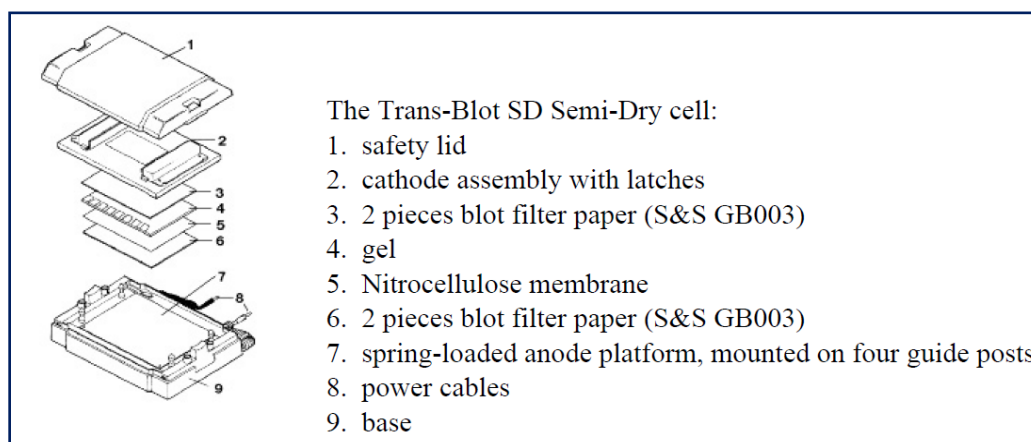 1
2
3
4
5
6
7
8
9
The Trans-Blot SD Semi-Dry cell:
1. safety lid
2. cathode assembly with latches
3. 2 pieces blot filter paper (S&S GB003)
4. gel
5. Nitrocellulose membrane
6. 2 pieces blot filter paper (S&S GB003)
7. spring-loaded anode platform, mounted on four guide posts
8. power cables
9. base